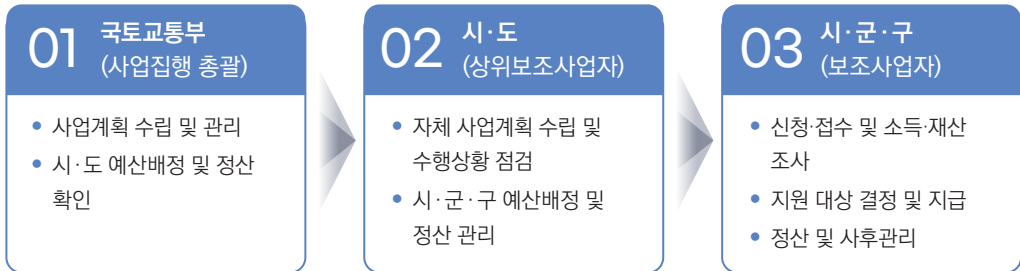 01 국토교통부
(사업집행 총괄)
• 사업계획 수립 및 관리
• 시·도 예산배정 및 정산
확인
02 시·도
(상위보조사업자)
• 자체 사업계획 수립 및
수행상황 점검
• 시·군·구 예산배정 및
정산 관리
03 시·군·구
(보조사업자)
• 신청·접수 및 소득·재산
조사
• 지원 대상 결정 및 지급
• 정산 및 사후관리